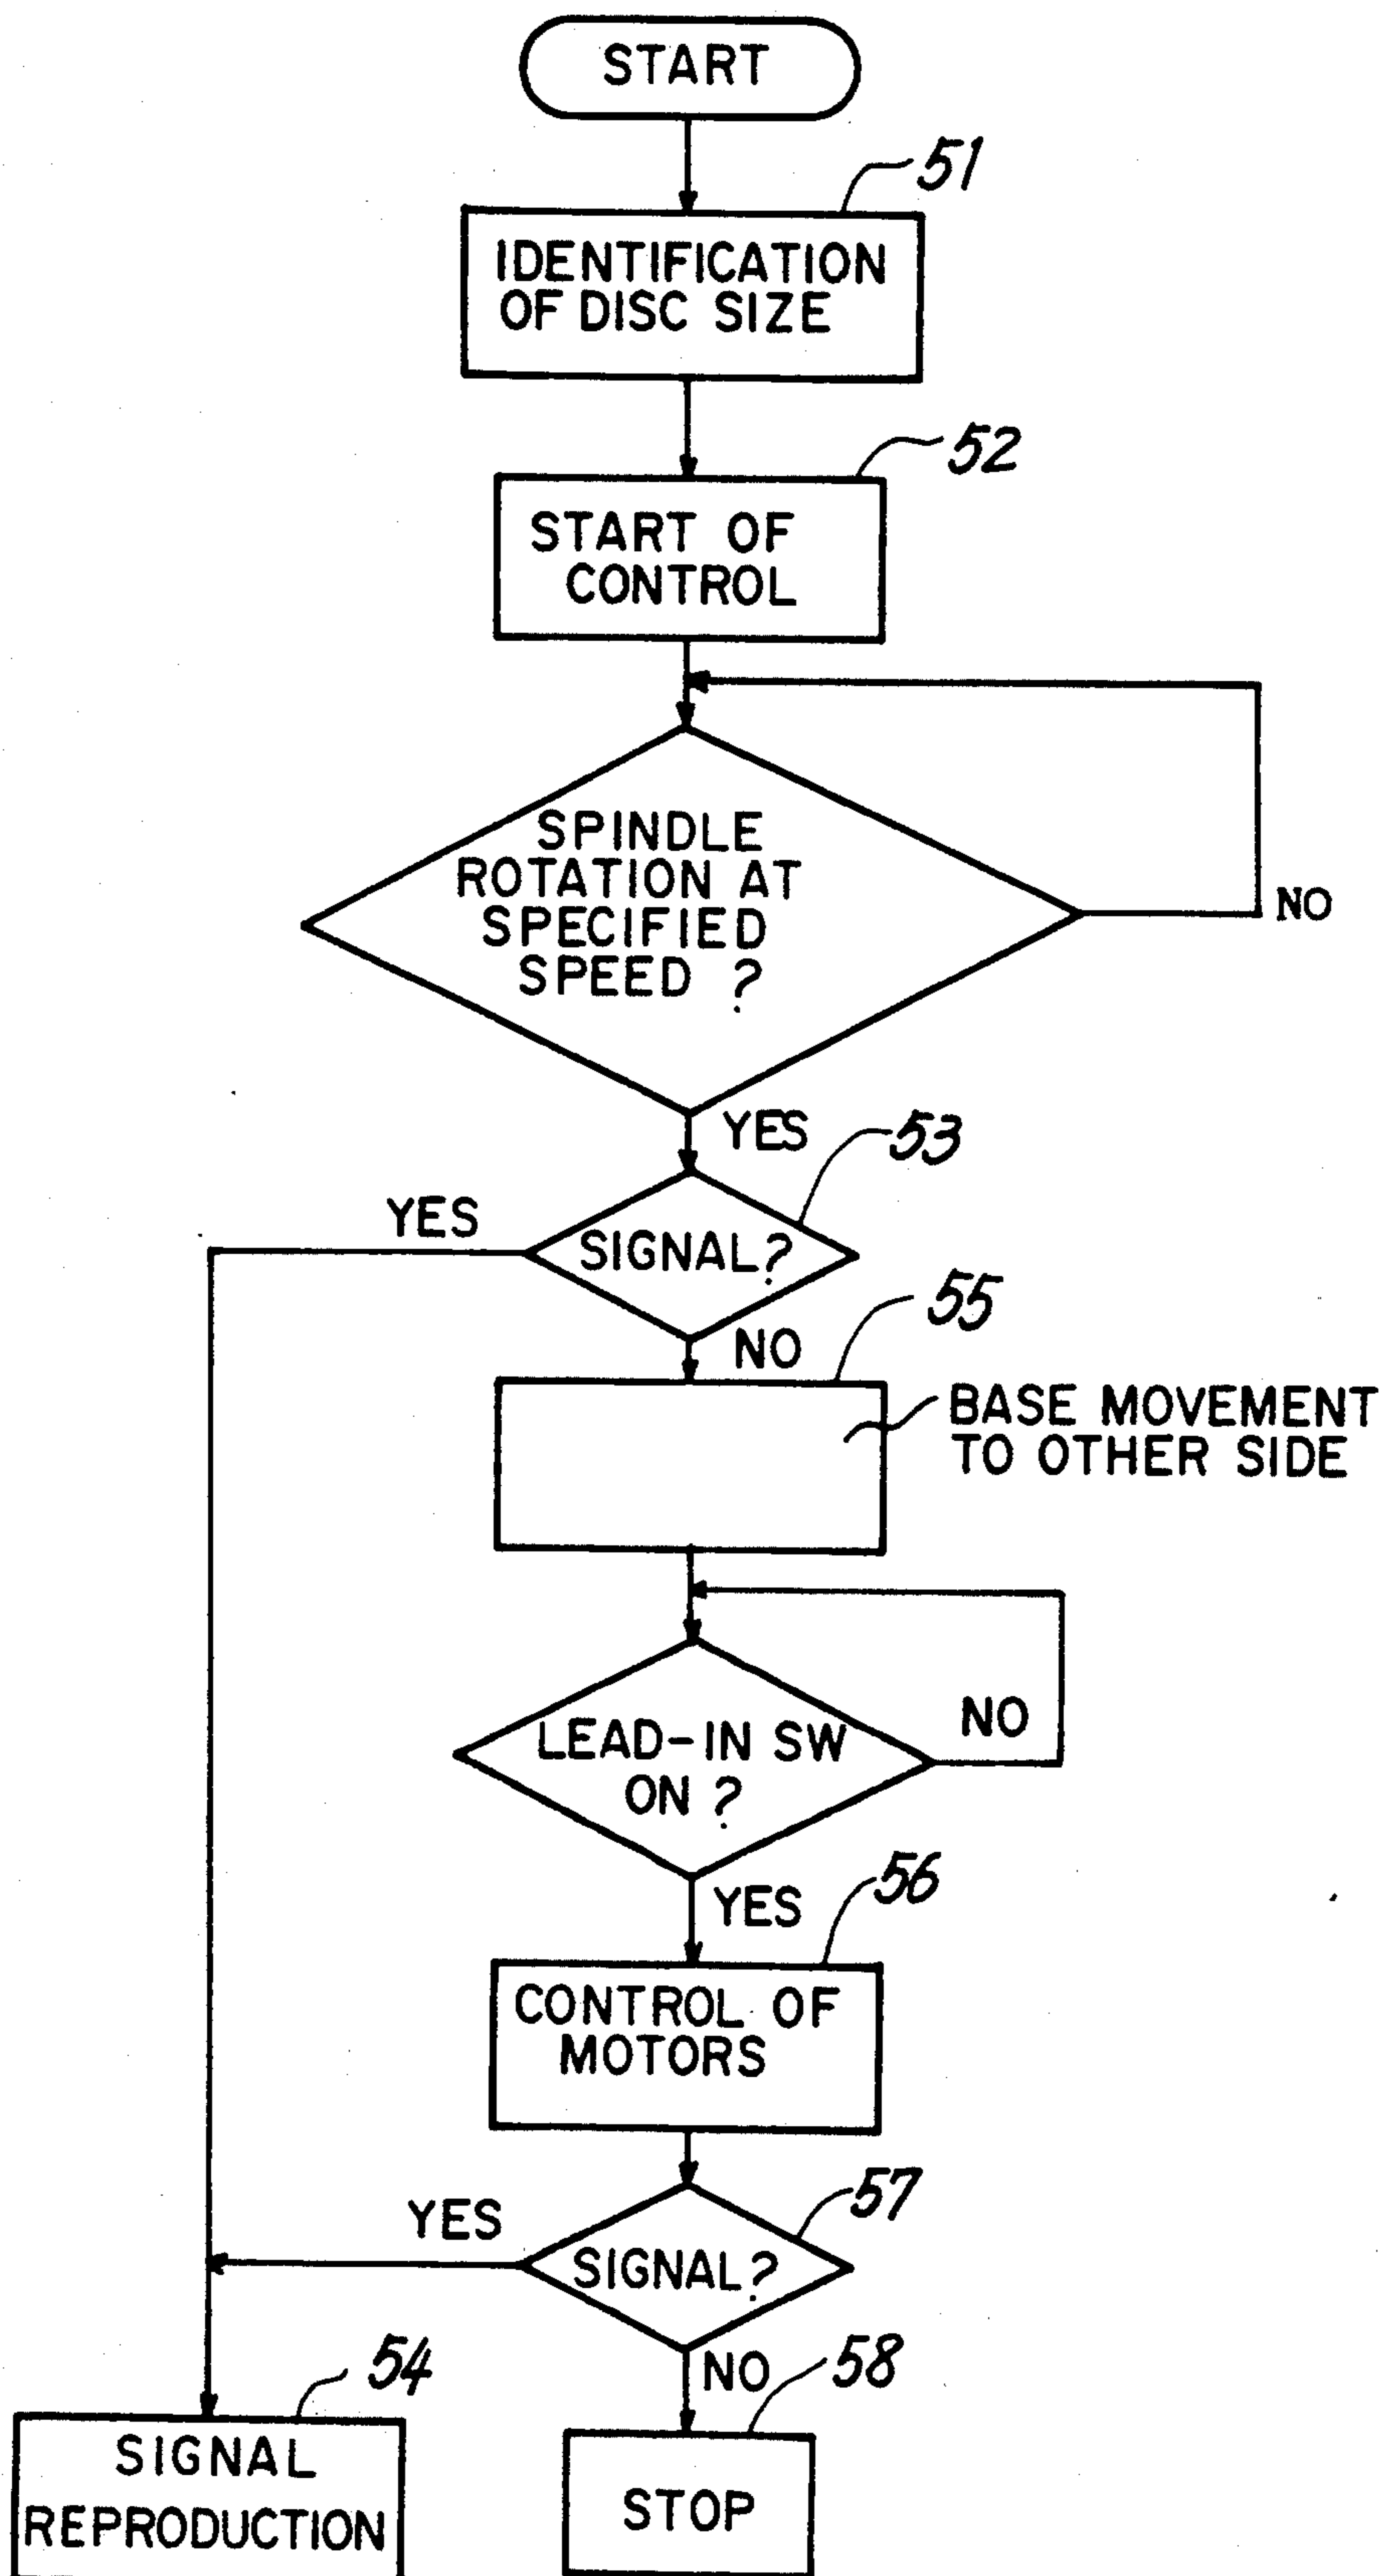 START
51
IDENTIFICATION
OF DISC SIZE
52
START OF
CONTROL
SPINDLE
ROTATION AT
SPECIFIED
SPEED ?
NO
YES
53
YES
SIGNAL?
55
NO
BASE MOVEMENT
TO OTHER SIDE
LEAD-IN SW
ON ?
NO
YES
56
CONTROL OF
MOTORS
57
YES
SIGNAL?
NO
58
54
SIGNAL
REPRODUCTION
STOP